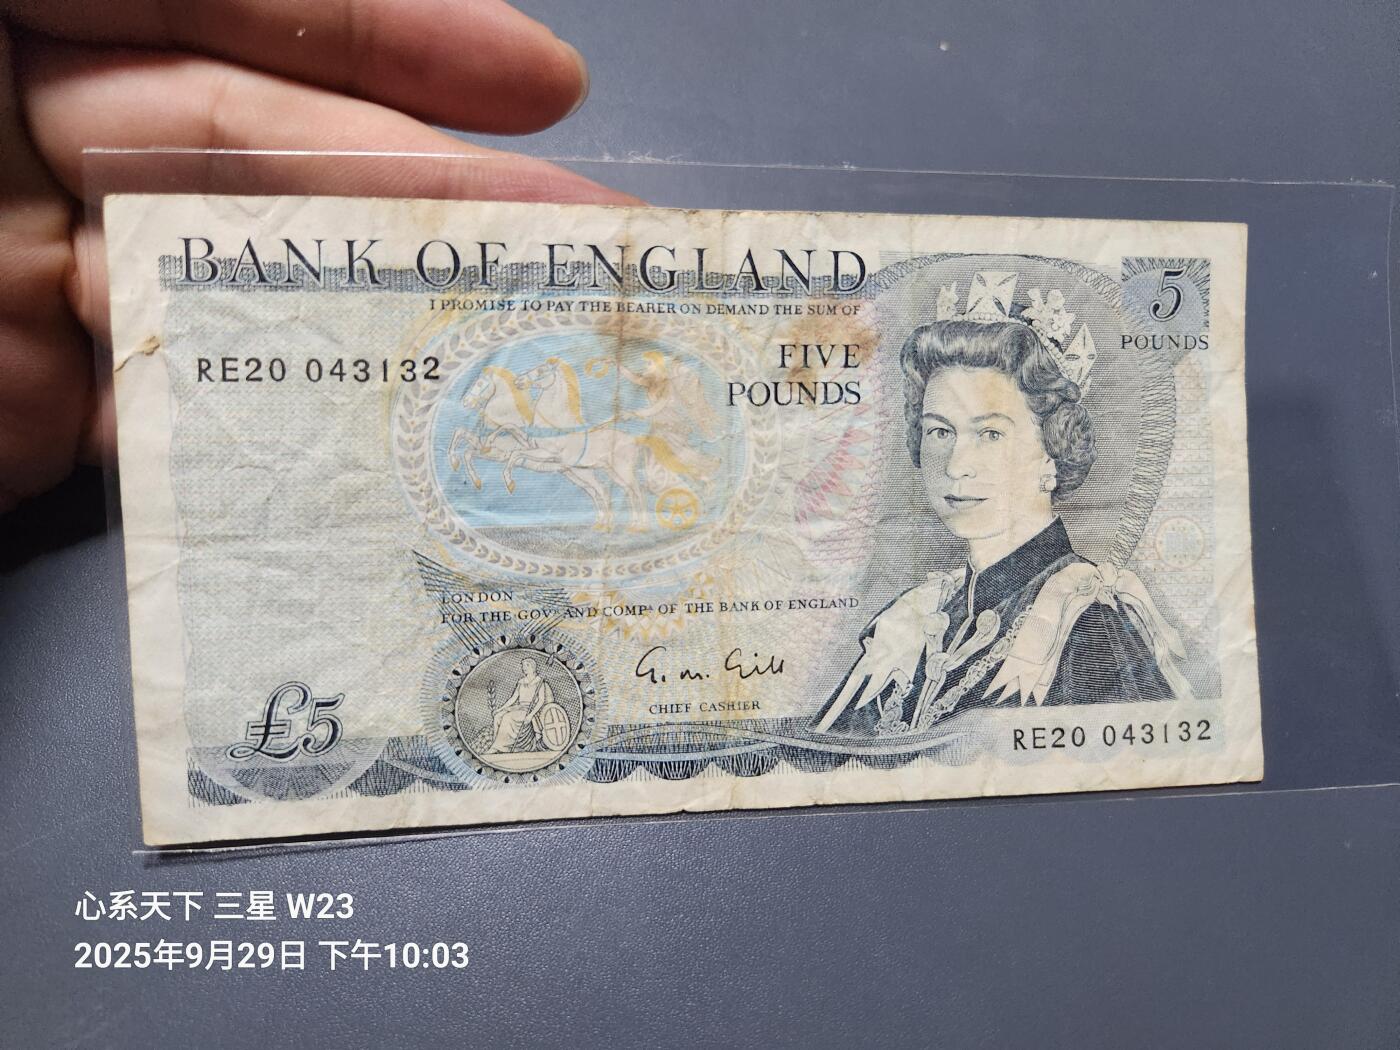 BANK OF ENGLAND
I PROMISE TO PAY THE BEARER ON DEMAND THE SUM OF
5
POUNDS
RE20 043132
FIVE
POUNDS
LONDON
FOR THE GOVR AND COMPA OF THE BANK OF ENGLAND
G. M. Gill
CHIEF CASHIER
£5
RE20 043132
心系天下 三星 W23
2025年9月29日 下午10:03